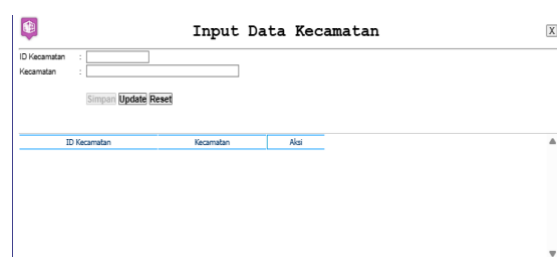 Input Data Kecamatan
X
ID Kecamatan :
Kecamatan :
Simpan Update Reset
ID Kecamatan Kecamatan Aksi